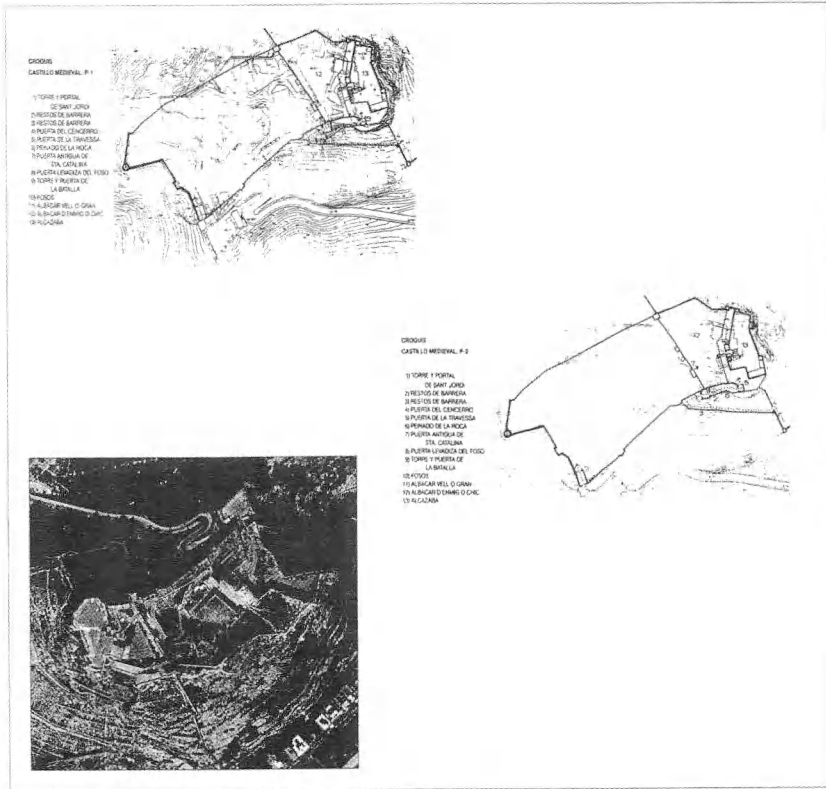 CROQUIS
CASTILLO MEDIEVAL. P-1
1) TORRE Y PORTAL
DE SANT JORDI
2) RESTOS DE BARRERA
3) RESTOS DE BARRERA
4) PUERTA DEL CENCERRO
5) PUERTA DE LA TRAVESSA
6) PEINADO DE LA ROCA
7) PUERTA ANTIGUA DE
STA. CATALINA
8) PUERTA LEVADIZA DEL FOSO
9) TORRE Y PUERTA DE
LA BATALLA
10) FOSOS
11) ALBACAR VELL O GRAN
12) ALBACAR D'ENMIG O CHIC
13) ALCAZABA
12
13
CROQUIS
CASTILLO MEDIEVAL. P-2
1) TORRE Y PORTAL
DE SANT JORDI
2) RESTOS DE BARRERA
3) RESTOS DE BARRERA
4) PUERTA DEL CENCERRO
5) PUERTA DE LA TRAVESSA
6) PEINADO DE LA ROCA
7) PUERTA ANTIGUA DE
STA. CATALINA
8) PUERTA LEVADIZA DEL FOSO
9) TORRE Y PUERTA DE
LA BATALLA
10) FOSOS
11) ALBACAR VELL O GRAN
12) ALBACAR D'ENMIG O CHIC
13) ALCAZABA